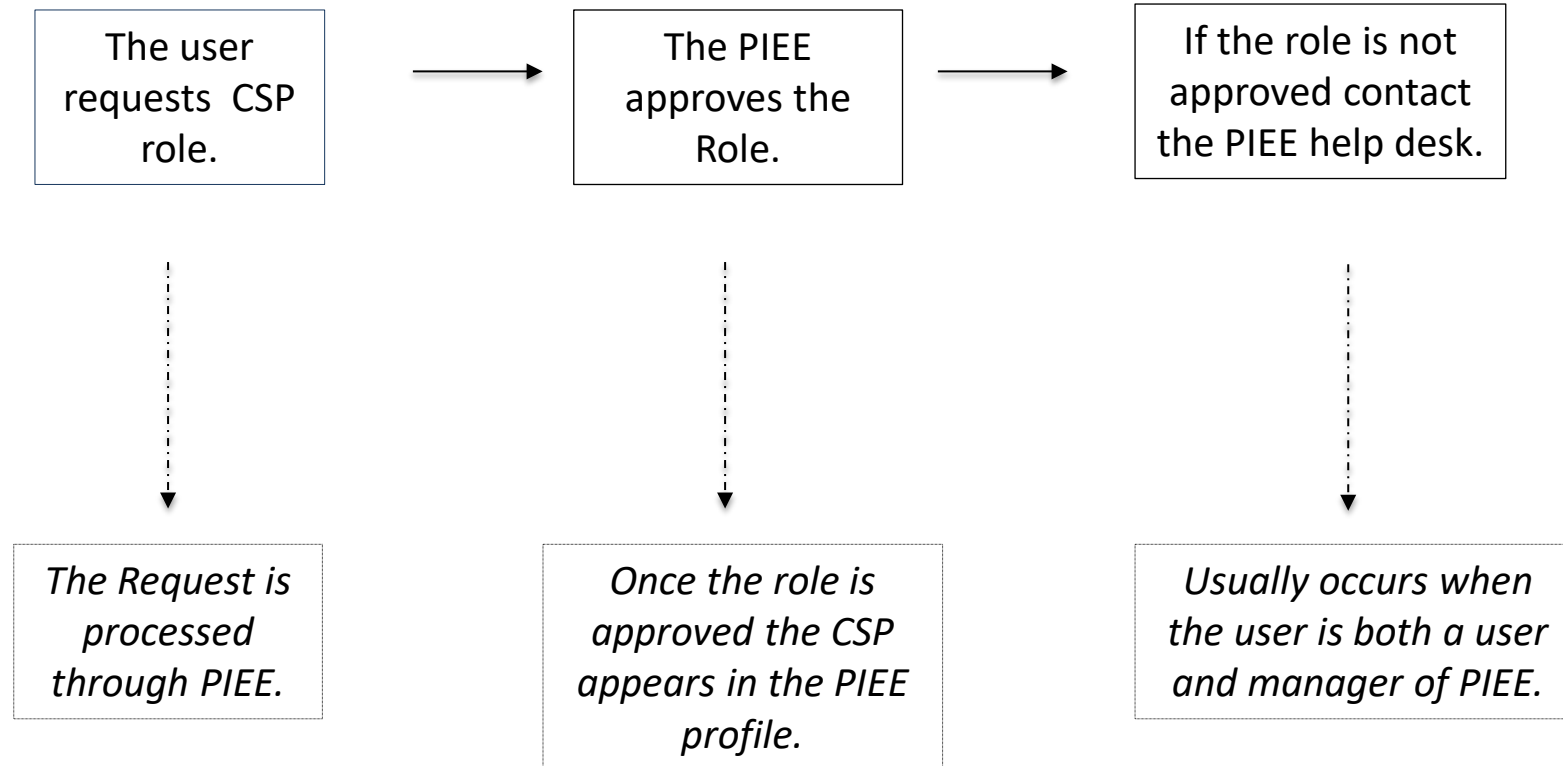 The user
requests  CSP
role.
The PIEE
approves the
Role.
If the role is not
approved contact
the PIEE help desk.
The Request is
processed
through PIEE.
Once the role is
approved the CSP
appears in the PIEE
profile.
Usually occurs when
the user is both a user
and manager of PIEE.